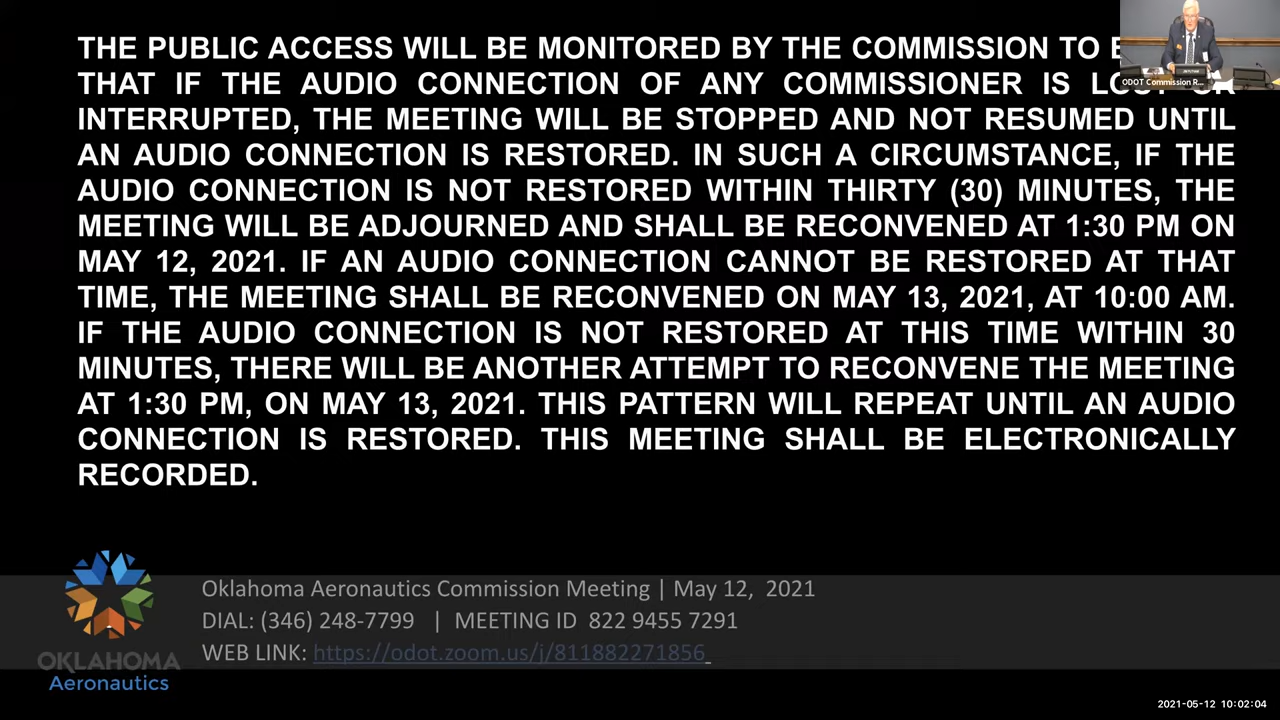 THE PUBLIC ACCESS WILL BE MONITORED BY THE COMMISSION TO
THAT IF THE AUDIO CONNECTION OF ANY COMMISSIONER IS
INTERRUPTED, THE MEETING WILL BE STOPPED AND NOT RESUMED UNTIL
AN AUDIO CONNECTION IS RESTORED. IN SUCH A CIRCUMSTANCE, IF THE
AUDIO CONNECTION IS NOT RESTORED WITHIN THIRTY (30) MINUTES, THE
MEETING WILL BE ADJOURNED AND SHALL BE RECONVENED AT 1:30 PM ON
MAY 12, 2021. IF AN AUDIO CONNECTION CANNOT BE RESTORED AT THAT
TIME, THE MEETING SHALL BE RECONVENED ON MAY 13, 2021, AT 10:00 AM.
IF THE AUDIO CONNECTION IS NOT RESTORED AT THIS TIME WITHIN 30
MINUTES, THERE WILL BE ANOTHER ATTEMPT TO RECONVENE THE MEETING
AT 1:30 PM, ON MAY 13, 2021. THIS PATTERN WILL REPEAT UNTIL AN AUDIO
CONNECTION IS RESTORED. THIS MEETING SHALL BE ELECTRONICALLY
RECORDED.
ODOT Commission R...
Oklahoma Aeronautics Commission Meeting | May 12, 2021
DIAL: (346) 248-7799 | MEETING ID 822 9455 7291
WEB LINK: https://odot.zoom.us/j/811882271856
OKLAHOMA
Aeronautics
2021-05-12 10:02:04